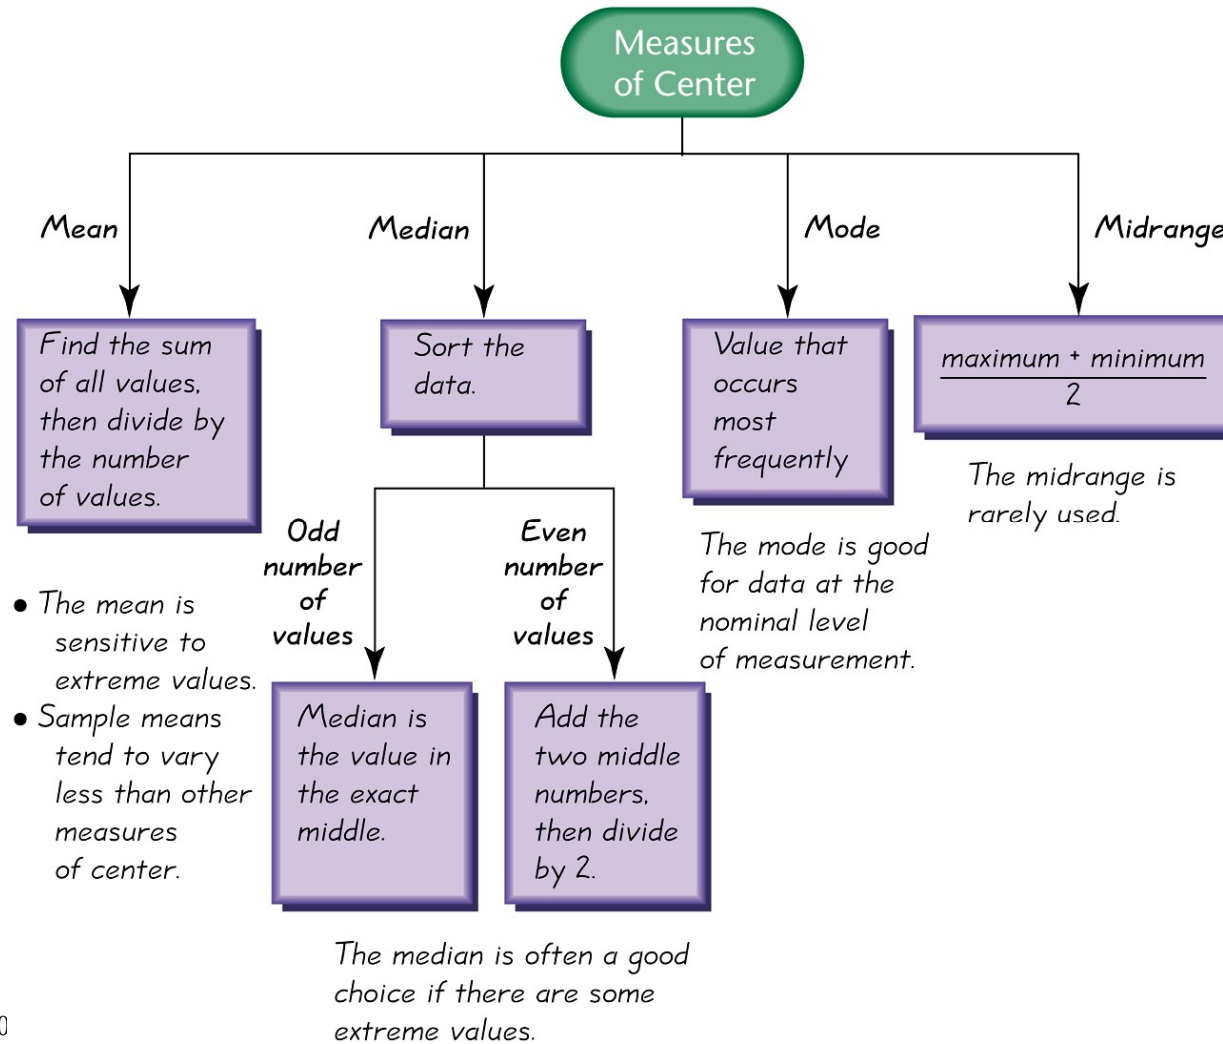 Measures
of Center
Mean
Median
Mode
Midrange
Find the sum
of all values,
then divide by
the number
of values.
Sort the
data.
Value that
occurs
most
frequently
maximum + minimum
2
The midrange is
rarely used.
The mode is good
for data at the
nominal level
of measurement.
Odd
number
of
values
Even
number
of
values
• The mean is
sensitive to
extreme values.
• Sample means
tend to vary
less than other
measures
of center.
Median is
the value in
the exact
middle.
Add the
two middle
numbers,
then divide
by 2.
The median is often a good
choice if there are some
extreme values.
0